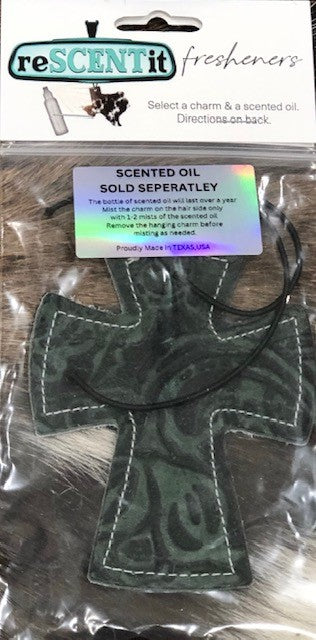 reSCENTit fresheners
Select a charm & a scented oil.
Directions on back.
SCENTED OIL
SOLD SEPERATLEY
The bottle of scented oil will last over a year
Mist the charm on the hair side only
with 1-2 mists of the scented oil.
Remove the hanging charm before
misting as needed.
Proudly Made in TEXAS,USA